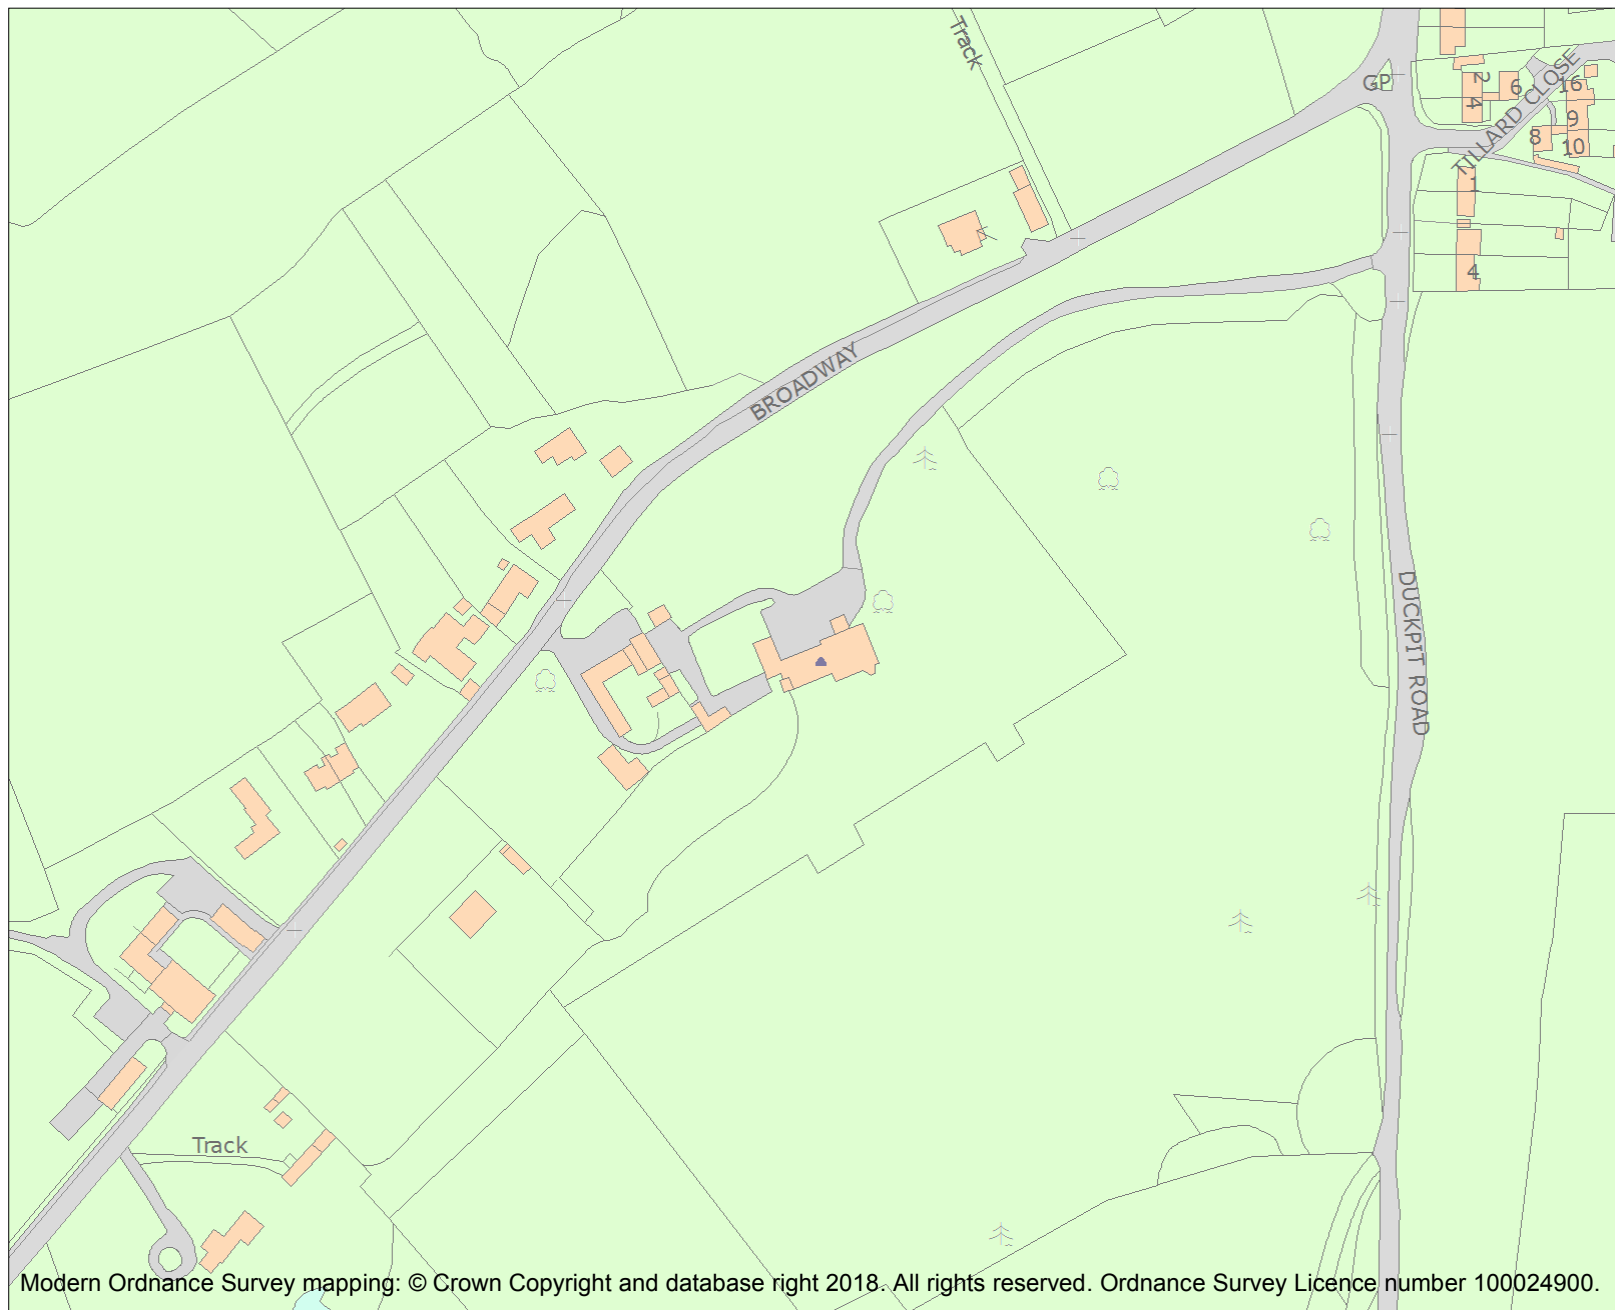 Track
GP
TILLARD CLOSE
2
4
6
16
9
8
10
1
4
BROADWAY
DUCKPIT ROAD
Track
Modern Ordnance Survey mapping: © Crown Copyright and database right 2018. All rights reserved. Ordnance Survey Licence number 100024900.